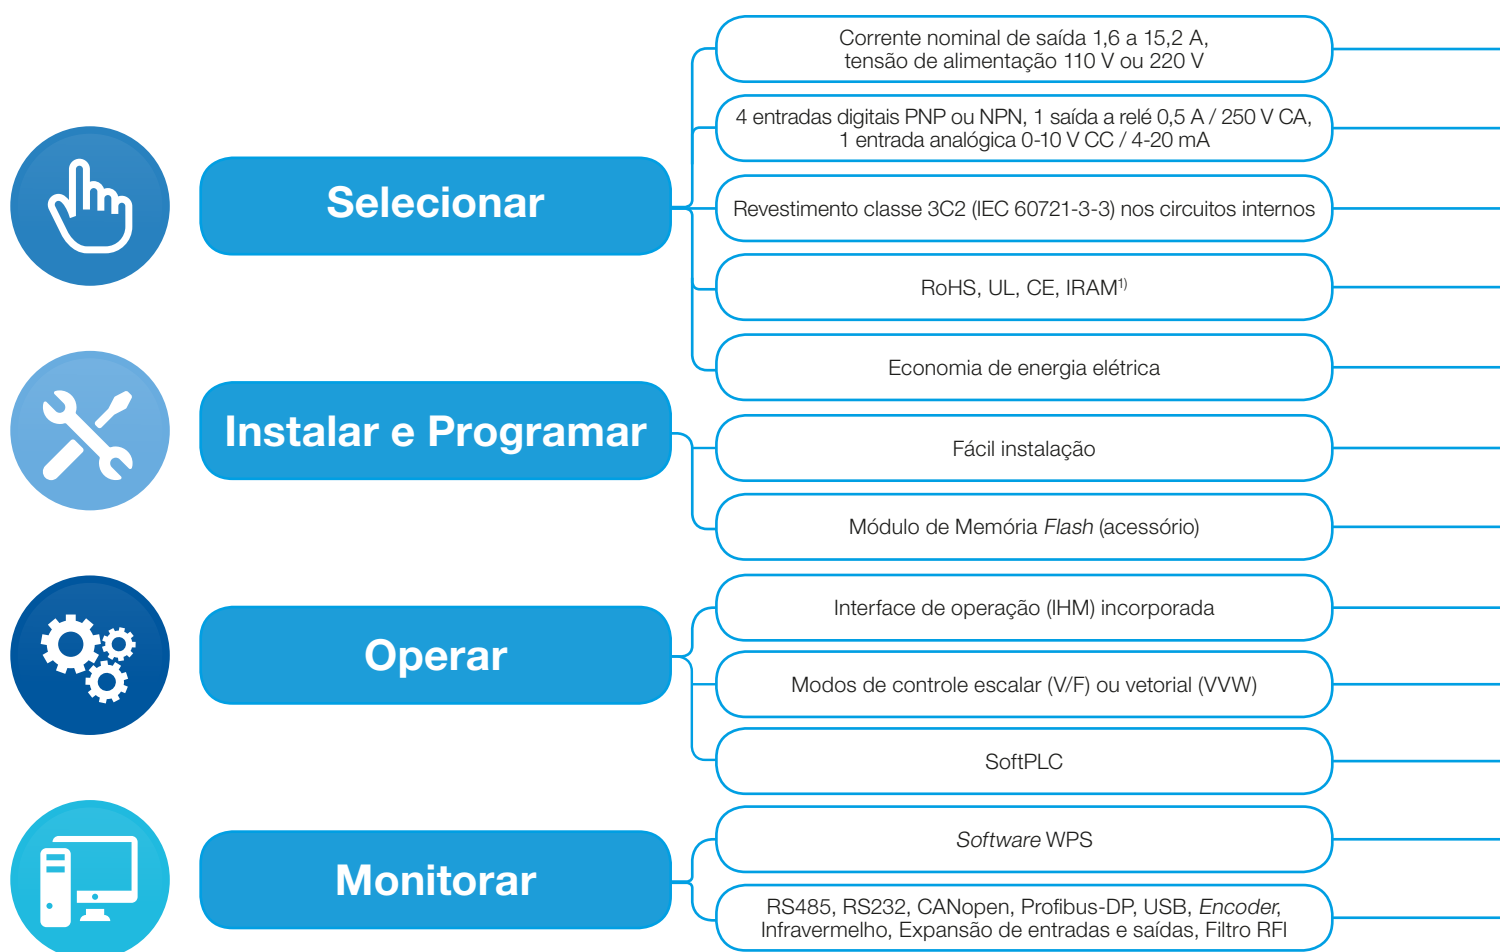 Selecionar
Corrente nominal de saída 1,6 a 15,2 A,
tensão de alimentação 110 V ou 220 V
4 entradas digitais PNP ou NPN, 1 saída a relé 0,5 A / 250 V CA,
1 entrada analógica 0-10 V CC / 4-20 mA
Revestimento classe 3C2 (IEC 60721-3-3) nos circuitos internos
RoHS, UL, CE, IRAM¹⁾
Economia de energia elétrica
Instalar e Programar
Fácil instalação
Módulo de Memória Flash (acessório)
Operar
Interface de operação (IHM) incorporada
Modos de controle escalar (V/F) ou vetorial (VVW)
SoftPLC
Monitorar
Software WPS
RS485, RS232, CANopen, Profibus-DP, USB, Encoder,
Infravermelho, Expansão de entradas e saídas, Filtro RFI